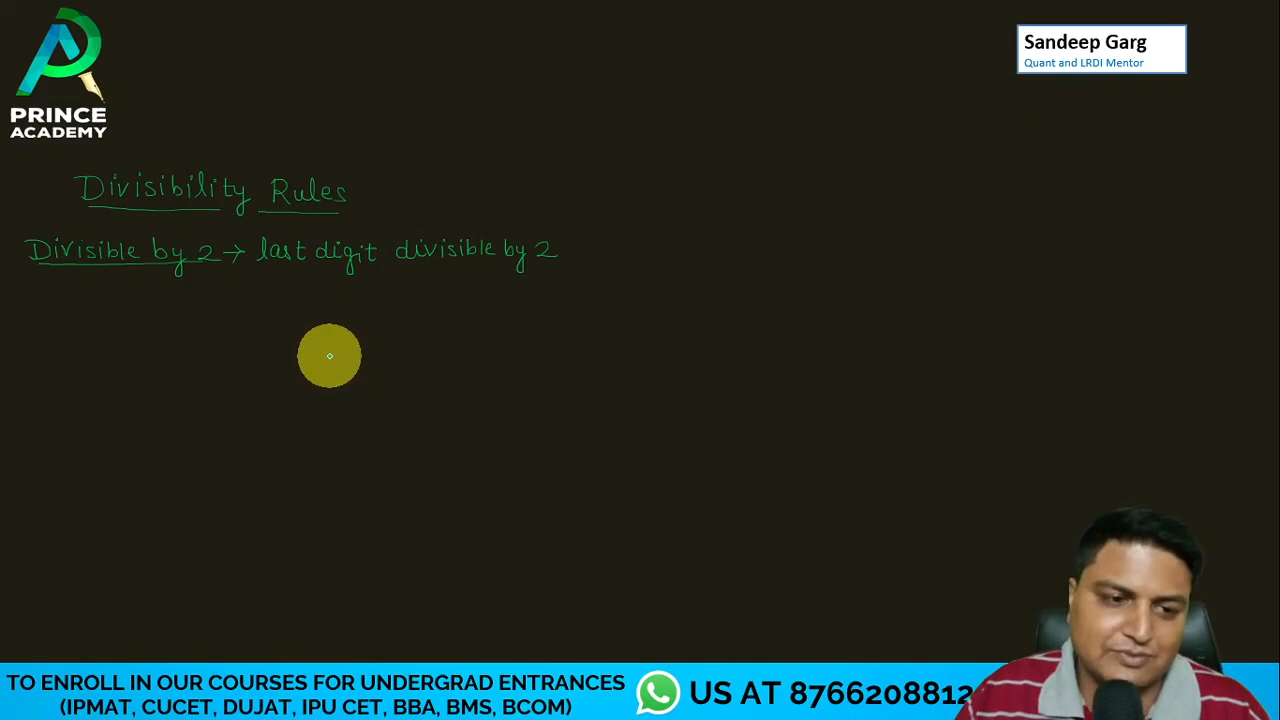 PRINCE
ACADEMY
Sandeep Garg
Quant and LRDI Mentor
Divisibility Rules
Divisible by 2 → last digit divisible by 2
TO ENROLL IN OUR COURSES FOR UNDERGRAD ENTRANCES
(IPMAT, CUCET, DUJAT, IPU CET, BBA, BMS, BCOM)
US AT 8766208812